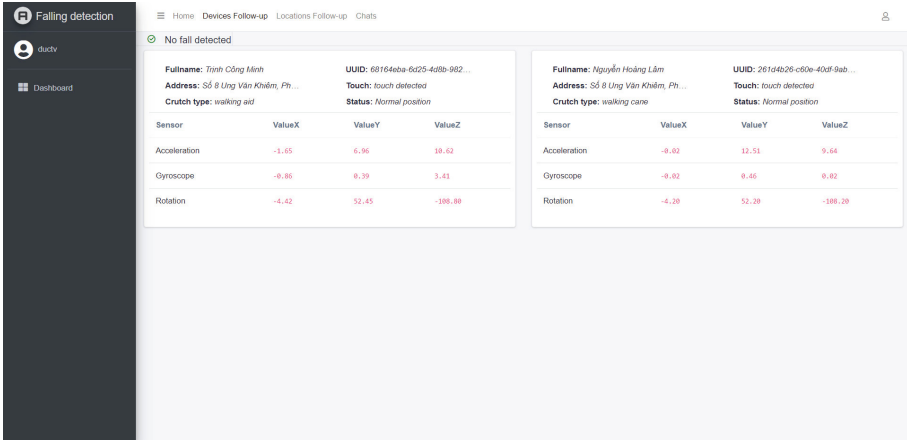 Falling detection
Home Devices Follow-up Locations Follow-up Chats
No fall detected
ductv
Dashboard
Fullname: Trịnh Công Minh UUID: 68164eba-6d25-4d8b-982...
Address: Số 8 Ung Văn Khiêm, Ph... Touch: touch detected
Crutch type: walking aid Status: Normal position
Sensor ValueX ValueY ValueZ
Acceleration -1.65 6.96 10.62
Gyroscope -0.86 0.39 3.41
Rotation -4.42 52.45 -108.80
Fullname: Nguyễn Hoàng Lâm UUID: 261d4b26-c60e-40df-9ab...
Address: Số 8 Ung Văn Khiêm, Ph... Touch: touch detected
Crutch type: walking cane Status: Normal position
Sensor ValueX ValueY ValueZ
Acceleration -0.02 12.51 9.64
Gyroscope -0.02 0.46 0.02
Rotation -4.20 52.20 -108.20